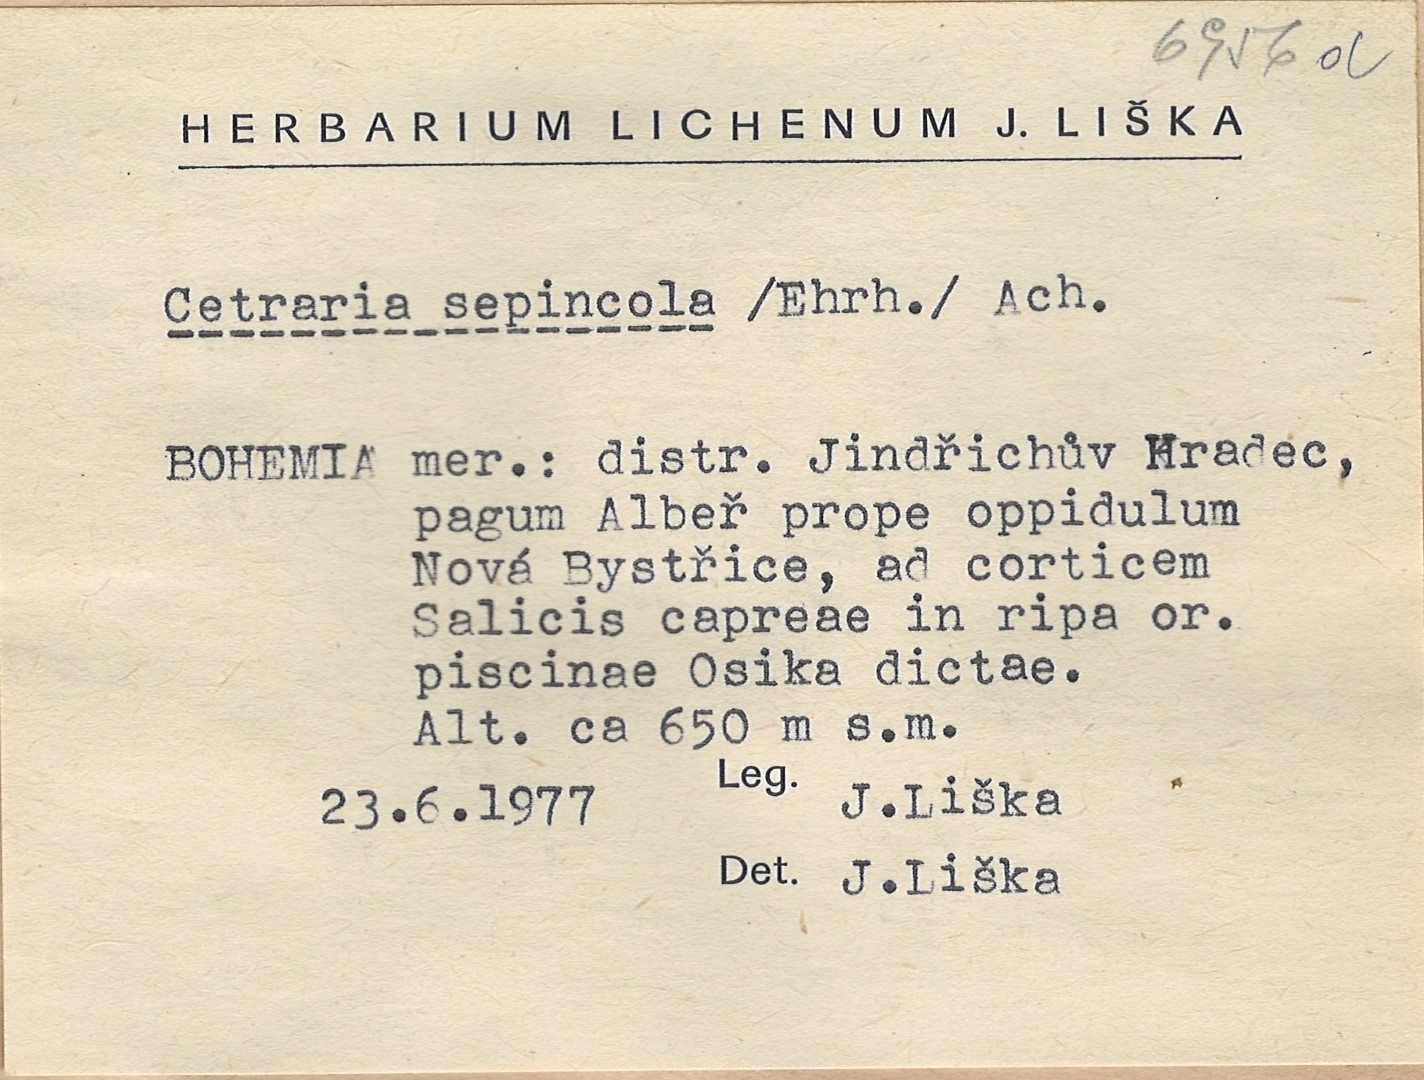 HERBARIUM LICHENUM J. LIŠKA
Cetraria sepincola /Ehrh./ Ach.
BOHEMIA mer.: distr. Jindřichův Hradec,
pagum Albeř prope oppidulum
Nová Bystřice, ad corticem
Salicis capreae in ripa or.
piscinae Osika dictae.
Alt. ca 650 m s.m.
23.6.1977 Leg. J.Liška
Det. J.Liška